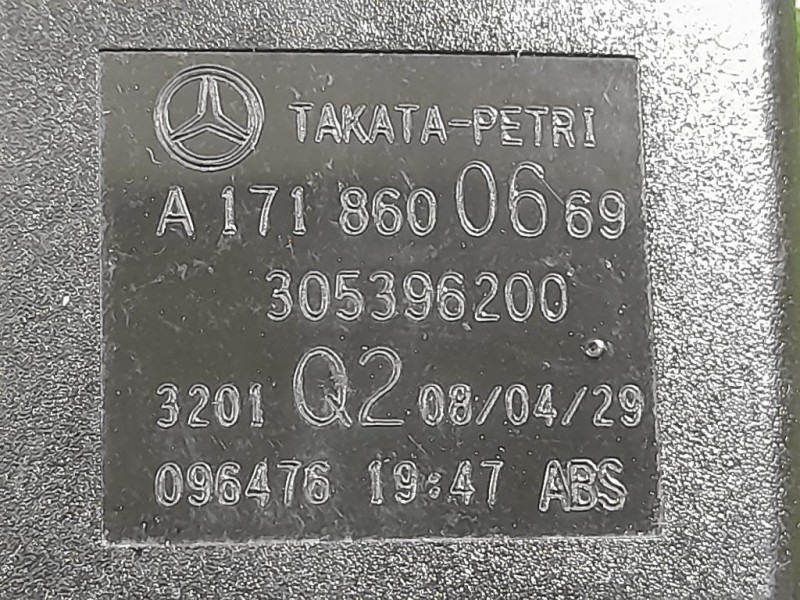 TAKATA-PETRI
A 171 860 06 69
305396200
3201 Q2 08/04/29
096476 19:47 ABS